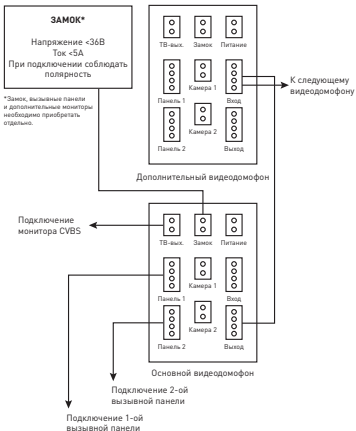 ЗАМОК*
Напряжение <36В
Ток <5А
При подключении соблюдать
полярность
*Замок, вызывные панели
и дополнительные мониторы
необходимо приобретать
отдельно.
ТВ-вых. Замок Питание
Панель 1 Камера 1 Вход
Панель 2 Камера 2 Выход
К следующему
видеодомофону
Дополнительный видеодомофон
Подключение
монитора CVBS
ТВ-вых. Замок Питание
Панель 1 Камера 1 Вход
Панель 2 Камера 2 Выход
Основной видеодомофон
Подключение 2-ой
вызывной панели
Подключение 1-ой
вызывной панели